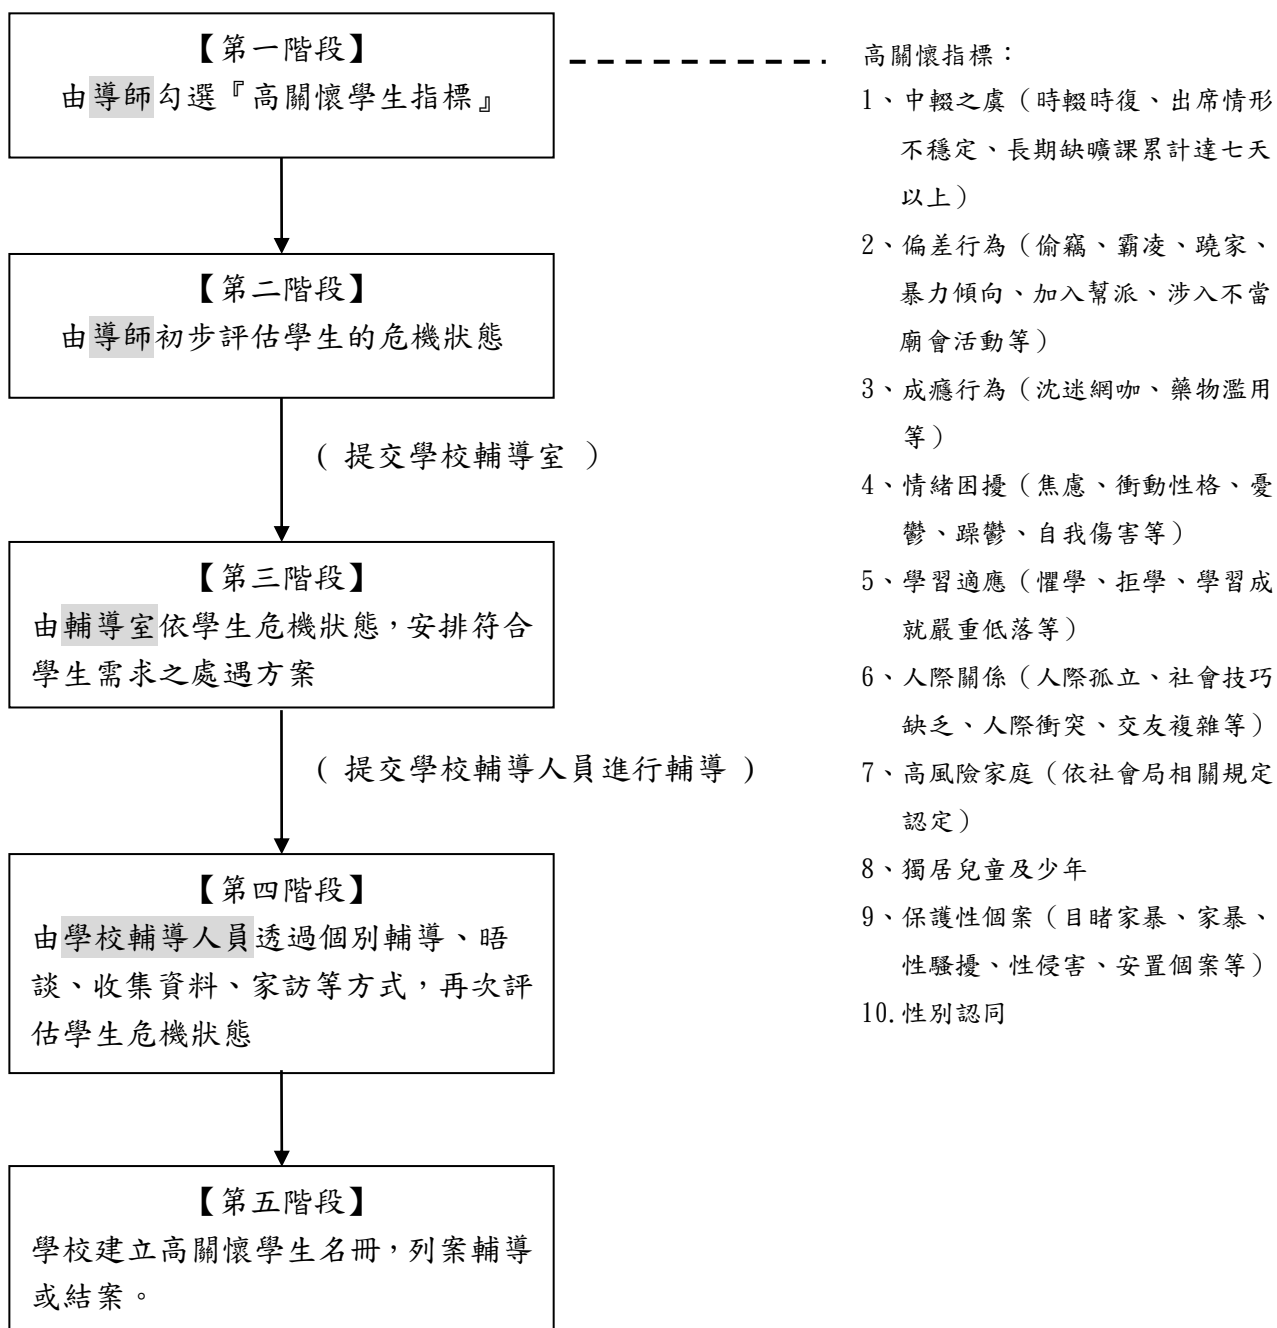 【第一階段】
由導師勾選『高關懷學生指標』
【第二階段】
由導師初步評估學生的危機狀態
( 提交學校輔導室 )
【第三階段】
由輔導室依學生危機狀態，安排符合
學生需求之處遇方案
( 提交學校輔導人員進行輔導 )
【第四階段】
由學校輔導人員透過個別輔導、晤
談、收集資料、家訪等方式，再次評
估學生危機狀態
【第五階段】
學校建立高關懷學生名冊，列案輔導
或結案。
高關懷指標：
1、中輟之虞（時輟時復、出席情形
不穩定、長期缺曠課累計達七天
以上）
2、偏差行為（偷竊、霸凌、蹺家、
暴力傾向、加入幫派、涉入不當
廟會活動等）
3、成癮行為（沈迷網咖、藥物濫用
等）
4、情緒困擾（焦慮、衝動性格、憂
鬱、躁鬱、自我傷害等）
5、學習適應（懼學、拒學、學習成
就嚴重低落等）
6、人際關係（人際孤立、社會技巧
缺乏、人際衝突、交友複雜等）
7、高風險家庭（依社會局相關規定
認定）
8、獨居兒童及少年
9、保護性個案（目睹家暴、家暴、
性騷擾、性侵害、安置個案等）
10.性別認同